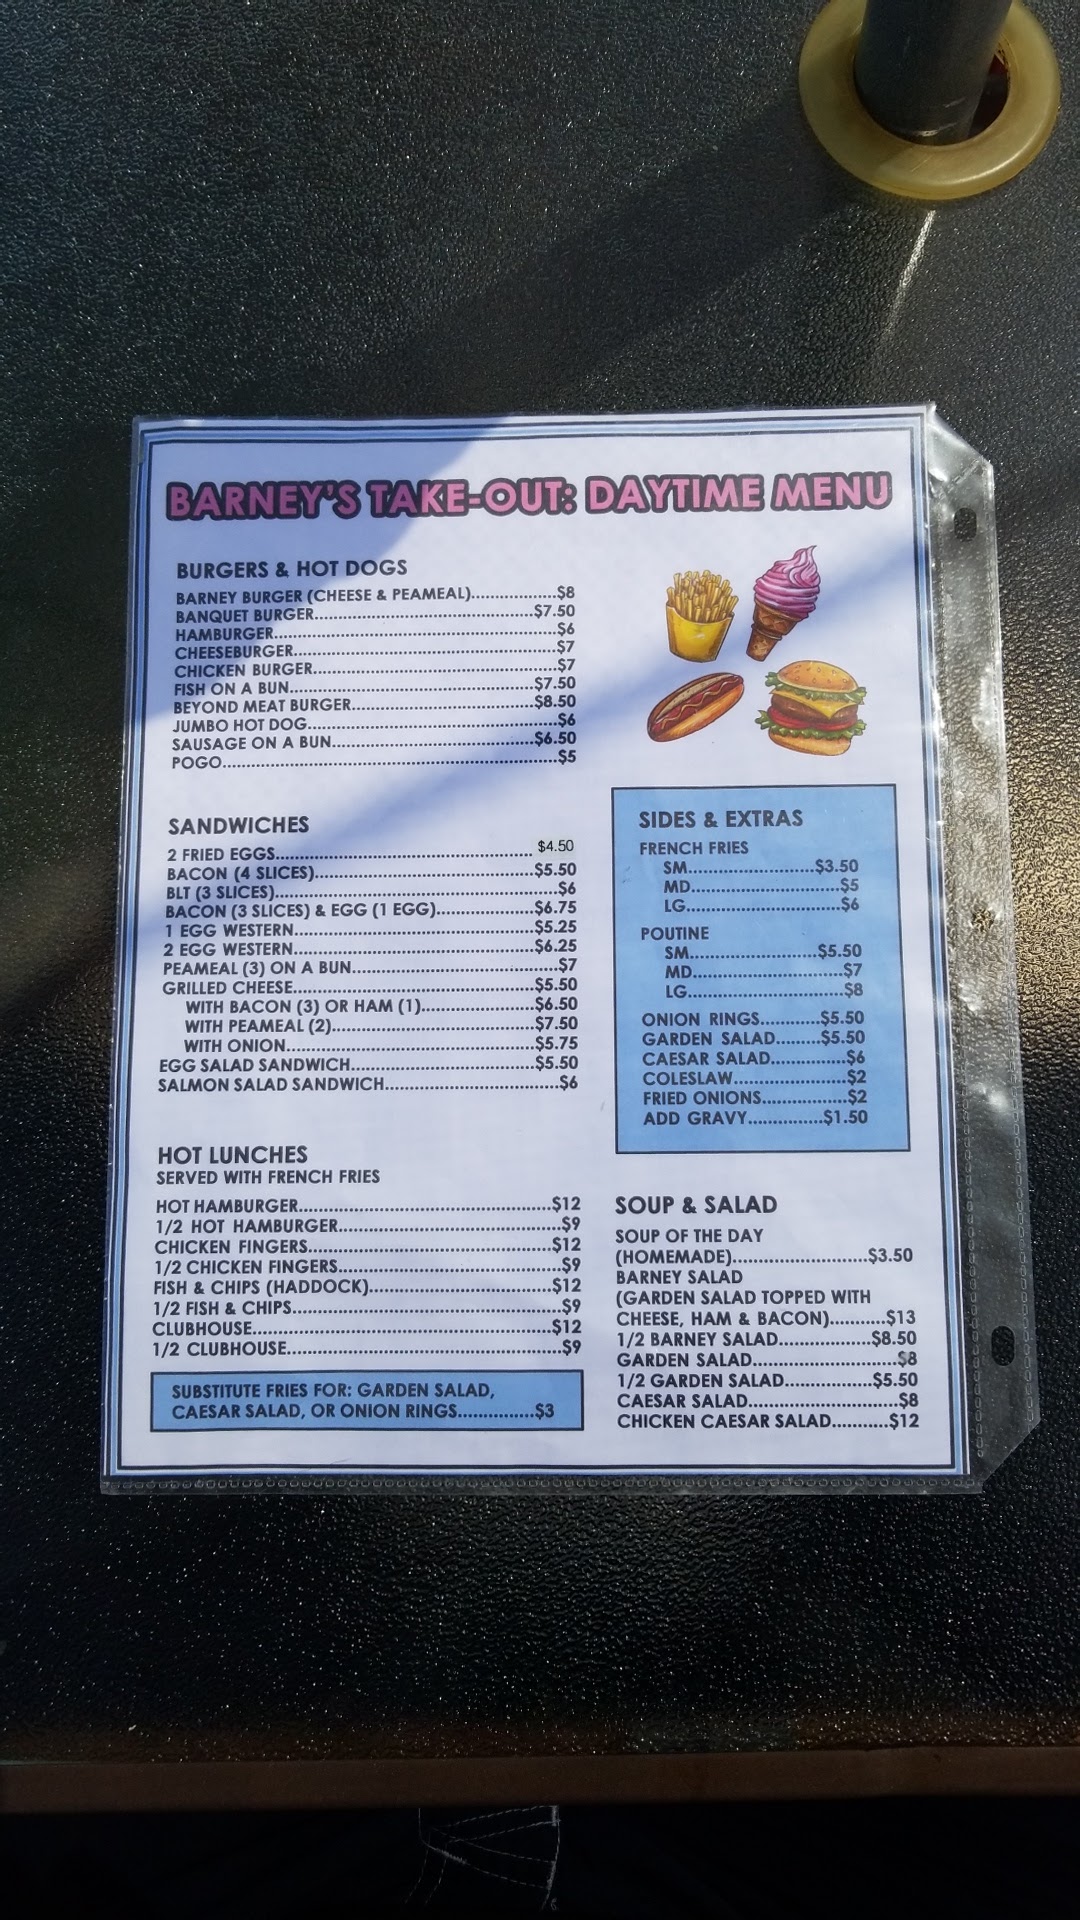 BARNEY'S TAKE-OUT: DAYTIME MENU
BURGERS & HOT DOGS
BARNEY BURGER (CHEESE & PEAMEAL)..................$8
BANQUET BURGER..............................................$7.50
HAMBURGER............................................................$6
CHEESEBURGER........................................................$7
CHICKEN BURGER....................................................$7
FISH ON A BUN....................................................$7.50
BEYOND MEAT BURGER......................................$8.50
JUMBO HOT DOG.....................................................$6
SAUSAGE ON A BUN...........................................$6.50
POGO.......................................................................$5
SANDWICHES
2 FRIED EGGS...................................................... $4.50
BACON (4 SLICES)..............................................$5.50
BLT (3 SLICES)...........................................................$6
BACON (3 SLICES) & EGG (1 EGG)....................$6.75
1 EGG WESTERN..................................................$5.25
2 EGG WESTERN..................................................$6.25
PEAMEAL (3) ON A BUN...........................................$7
GRILLED CHEESE...................................................$5.50
WITH BACON (3) OR HAM (1)........................$6.50
WITH PEAMEAL (2)...........................................$7.50
WITH ONION....................................................$5.75
EGG SALAD SANDWICH.......................................$5.50
SALMON SALAD SANDWICH....................................$6
HOT LUNCHES
SERVED WITH FRENCH FRIES
HOT HAMBURGER.....................................................$12
1/2 HOT HAMBURGER...............................................$9
CHICKEN FINGERS...................................................$12
1/2 CHICKEN FINGERS...............................................$9
FISH & CHIPS (HADDOCK)......................................$12
1/2 FISH & CHIPS.........................................................$9
CLUBHOUSE...............................................................$12
1/2 CLUBHOUSE..........................................................$9
SUBSTITUTE FRIES FOR: GARDEN SALAD,
CAESAR SALAD, OR ONION RINGS................$3
SIDES & EXTRAS
FRENCH FRIES
SM..........................$3.50
MD...............................$5
LG................................$6
POUTINE
SM..........................$5.50
MD...............................$7
LG................................$8
ONION RINGS............$5.50
GARDEN SALAD.........$5.50
CAESAR SALAD...............$6
COLESLAW.......................$2
FRIED ONIONS.................$2
ADD GRAVY...............$1.50
SOUP & SALAD
SOUP OF THE DAY
(HOMEMADE)...........................$3.50
BARNEY SALAD
(GARDEN SALAD TOPPED WITH
CHEESE, HAM & BACON)...........$13
1/2 BARNEY SALAD..................$8.50
GARDEN SALAD.............................$8
1/2 GARDEN SALAD.................$5.50
CAESAR SALAD..............................$8
CHICKEN CAESAR SALAD...........$12